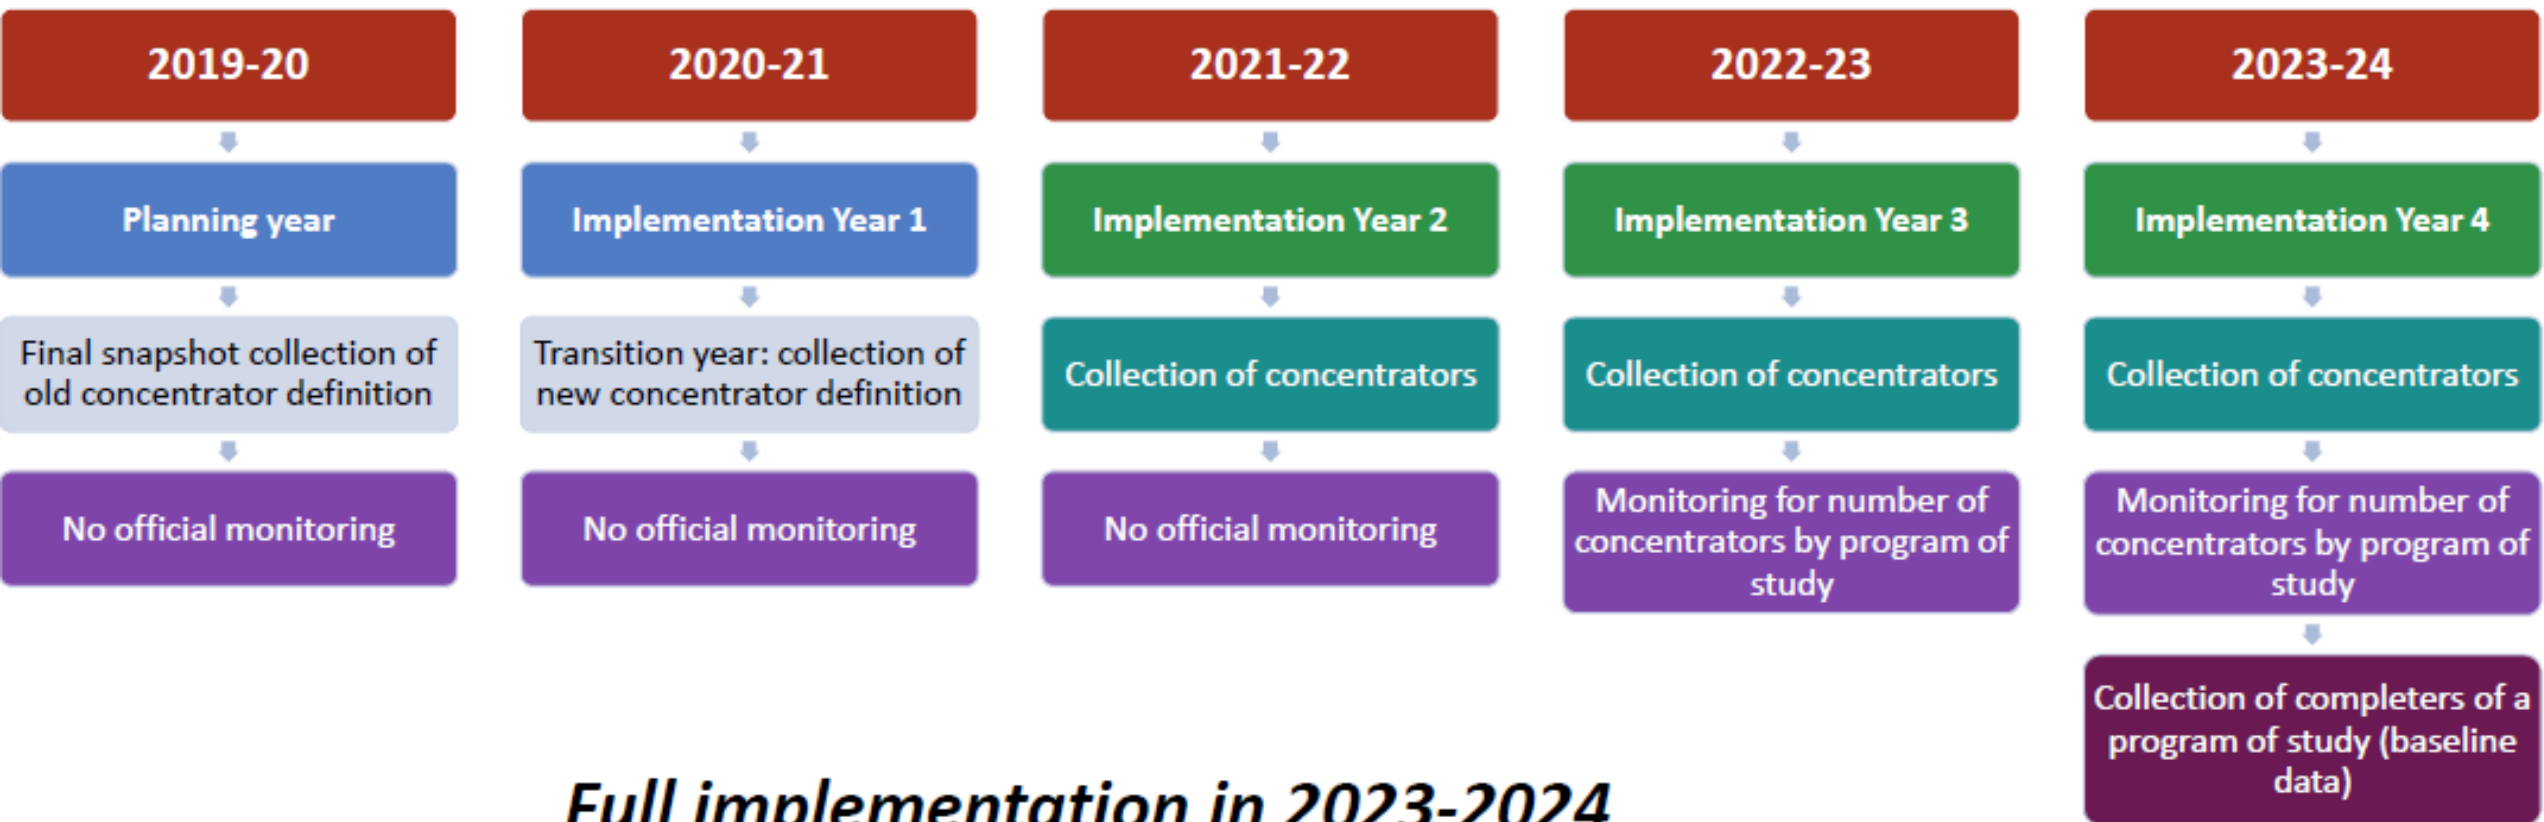 2019-20
Planning year
Final snapshot collection of
old concentrator definition
No official monitoring
2020-21
Implementation Year 1
Transition year: collection of
new concentrator definition
No official monitoring
2021-22
Implementation Year 2
Collection of concentrators
No official monitoring
2022-23
Implementation Year 3
Collection of concentrators
Monitoring for number of
concentrators by program of
study
2023-24
Implementation Year 4
Collection of concentrators
Monitoring for number of
concentrators by program of
study
Collection of completers of a
program of study (baseline
data)
Full implementation in 2023-2024